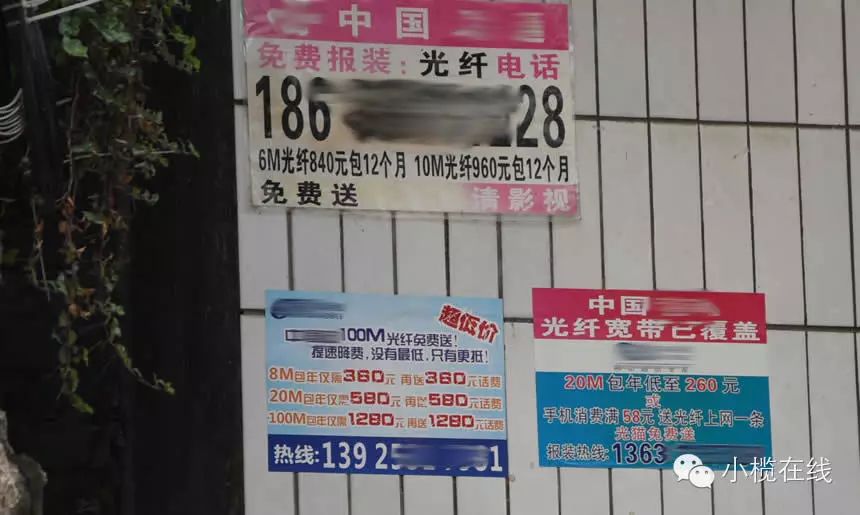 中国
免费报装：光纤电话
186 28
6M光纤840元包12个月 10M光纤960元包12个月
免费送 清影视
超低价
100M光纤免费送！
提速降费，没有最低，只有更抵！
8M包年仅需360元 再送360元话费
20M包年仅需580元 再送580元话费
100M包年仅需1280元 再送1280元话费
热线：139
中国
光纤宽带已覆盖
20M包年低至260元
或
手机消费满58元 送光纤上网一条
光猫免费送
报装热线：1363
小榄在线